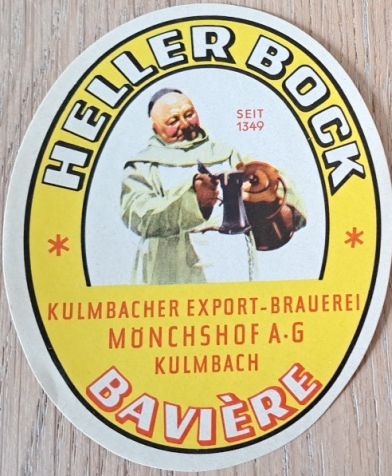 HELLER BOCK
SEIT
1349
* *
KULMBACHER EXPORT-BRAUEREI
MÖNCHSHOF A·G
KULMBACH
BAVIÈRE